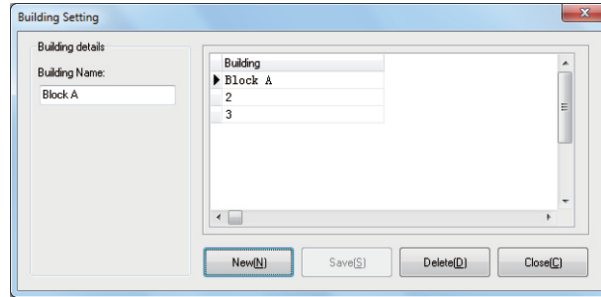 Building Setting
Building details
Building Name:
Block A
Building
Block A
2
3
New(N)
Save(S)
Delete(D)
Close(C)